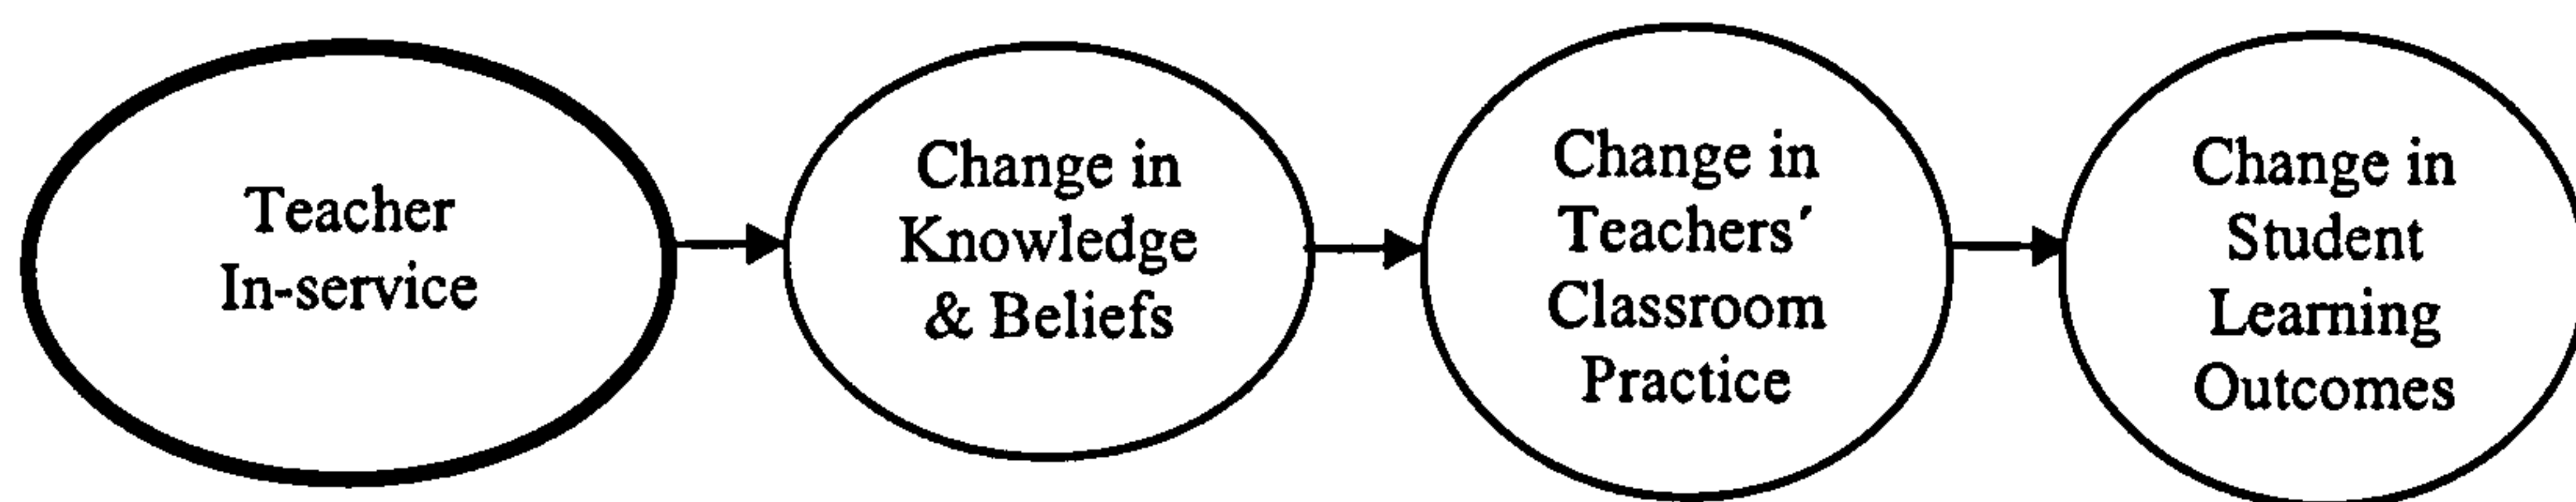 Teacher
In-service
Change in
Knowledge
& Beliefs
Change in
Teachers´
Classroom
Practice
Change in
Student
Learning
Outcomes